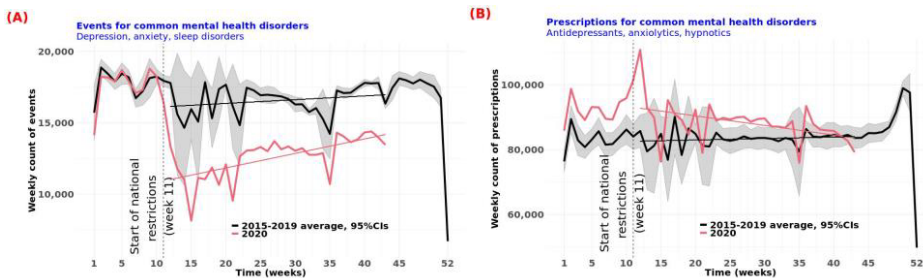 (A)
Events for common mental health disorders
Depression, anxiety, sleep disorders
Weekly count of events
20,000
15,000
10,000
Start of national
restrictions
(week 11)
2015-2019 average, 95%CIs
2020
1 5 10 15 20 25 30 35 40 45 52
Time (weeks)
(B)
Prescriptions for common mental health disorders
Antidepressants, anxiolytics, hypnotics
Weekly count of prescriptions
100,000
80,000
60,000
Start of national
restrictions
(week 11)
2015-2019 average, 95%CIs
2020
1 5 10 15 20 25 30 35 40 45 52
Time (weeks)